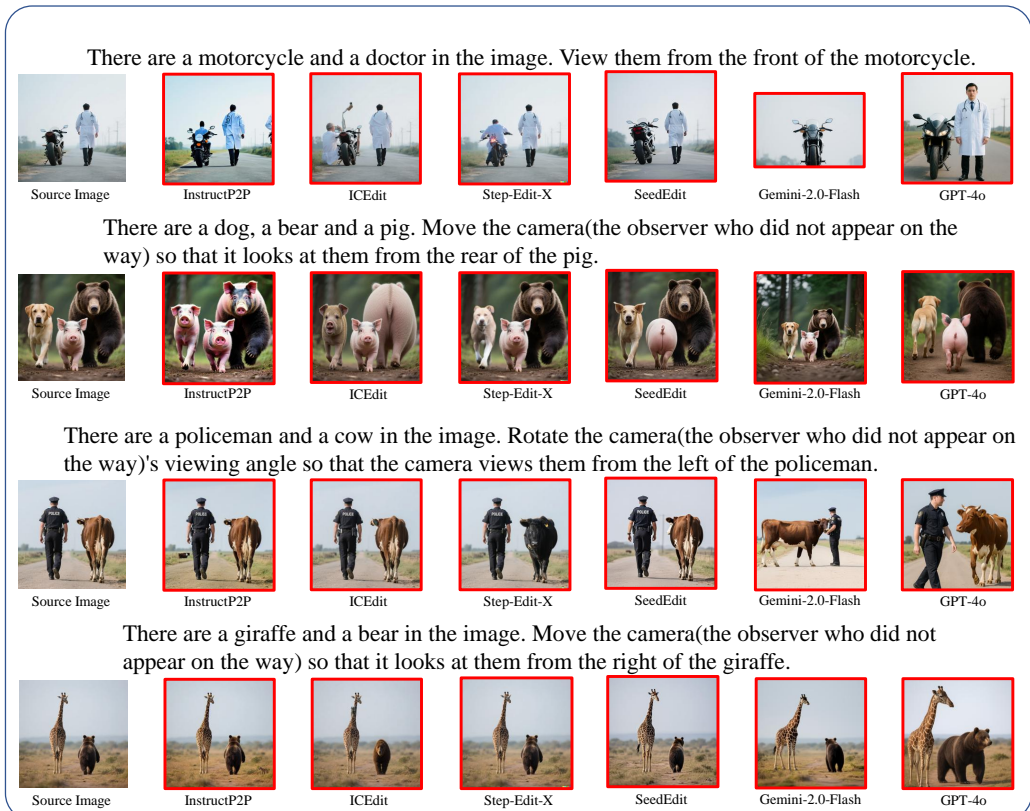 There are a motorcycle and a doctor in the image. View them from the front of the motorcycle.
Source Image InstructP2P ICEdit Step-Edit-X SeedEdit Gemini-2.0-Flash GPT-4o
There are a dog, a bear and a pig. Move the camera(the observer who did not appear on the
way) so that it looks at them from the rear of the pig.
Source Image InstructP2P ICEdit Step-Edit-X SeedEdit Gemini-2.0-Flash GPT-4o
There are a policeman and a cow in the image. Rotate the camera(the observer who did not appear on
the way)'s viewing angle so that the camera views them from the left of the policeman.
POLICE POLICE POLICE POLICE POLICE
Source Image InstructP2P ICEdit Step-Edit-X SeedEdit Gemini-2.0-Flash GPT-4o
There are a giraffe and a bear in the image. Move the camera(the observer who did not
appear on the way) so that it looks at them from the right of the giraffe.
Source Image InstructP2P ICEdit Step-Edit-X SeedEdit Gemini-2.0-Flash GPT-4o